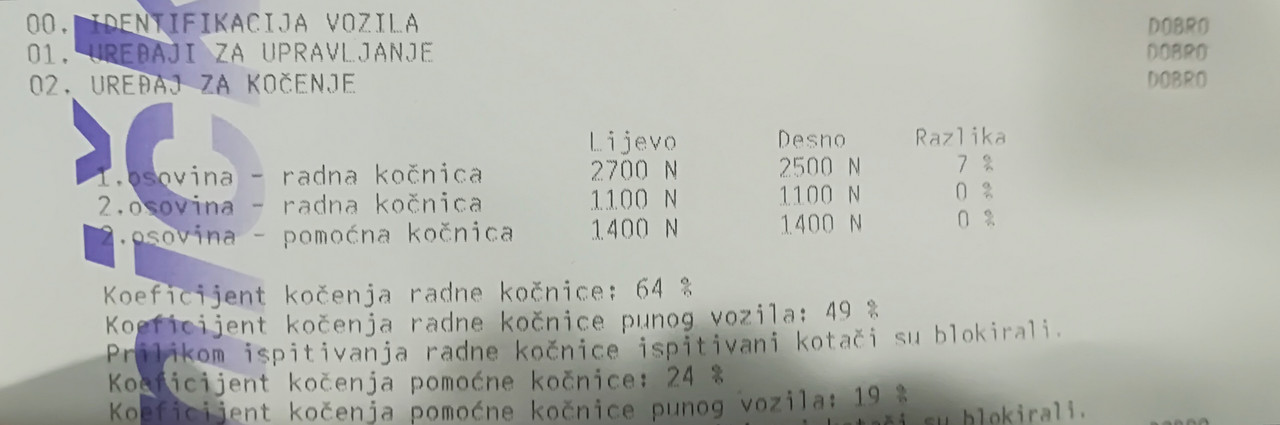 00. IDENTIFIKACIJA VOZILA DOBRO
01. UREĐAJI ZA UPRAVLJANJE DOBRO
02. UREĐAJ ZA KOČENJE DOBRO
Lijevo Desno Razlika
1.osovina - radna kočnica 2700 N 2500 N 7 %
2.osovina - radna kočnica 1100 N 1100 N 0 %
2.osovina - pomoćna kočnica 1400 N 1400 N 0 %
Koeficijent kočenja radne kočnice: 64 %
Koeficijent kočenja radne kočnice punog vozila: 49 %
Prilikom ispitivanja radne kočnice ispitivani kotači su blokirali.
Koeficijent kočenja pomoćne kočnice: 24 %
Koeficijent kočenja pomoćne kočnice punog vozila: 19 %
su blokirali.